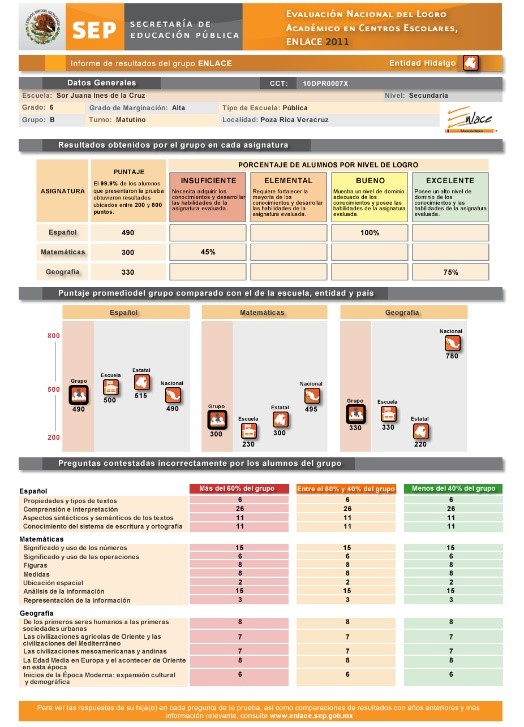 SEP
SECRETARÍA DE
EDUCACIÓN PÚBLICA
EVALUACIÓN NACIONAL DEL LOGRO
ACADÉMICO EN CENTROS ESCOLARES,
ENLACE 2011
Informe de resultados del grupo ENLACE
Entidad Hidalgo
Datos Generales
CCT: 10DPR0007X
Escuela: Sor Juana Ines de la Cruz
Nivel: Secundaria
Grado: 6
Grado de Marginación: Alta
Tipo de Escuela: Pública
Grupo: B
Turno: Matutino
Localidad: Poza Rica Veracruz
Enlace
Resultados obtenidos por el grupo en cada asignatura
ASIGNATURA
PUNTAJE
El 99.9% de los alumnos
que presentaron la prueba
obtuvieron resultados
ubicados entre 200 y 800
puntos.
PORCENTAJE DE ALUMNOS POR NIVEL DE LOGRO
INSUFICIENTE
Necesita adquirir los
conocimientos y desarrollar
las habilidades de la
asignatura evaluada.
ELEMENTAL
Requiere fortalecer la
mayoría de los
conocimientos y desarrollar
las habilidades de la
asignatura evaluada.
BUENO
Muestra un nivel de dominio
adecuado de los
conocimientos y posee las
habilidades de la asignatura
evaluada.
EXCELENTE
Posee un alto nivel de
dominio de los
conocimientos y las
habilidades de la asignatura
evaluada.
Español 490 100%
Matemáticas 300 45%
Geografía 330 75%
Puntaje promediodel grupo comparado con el de la escuela, entidad y país
800
600
200
Español
Grupo
490
Escuela
500
Estatal
515
Nacional
490
Matemáticas
Grupo
300
Escuela
230
Estatal
300
Nacional
495
Geografía
Grupo
330
Escuela
330
Estatal
220
Nacional
780
Preguntas contestadas incorrectamente por los alumnos del grupo
Español
Más del 60% del grupo
Entre el 60% y 40% del grupo
Menos del 40% del grupo
Propiedades y tipos de textos 6 6 6
Comprensión e interpretación 26 26 26
Aspectos sintácticos y semánticos de los textos 11 11 11
Conocimiento del sistema de escritura y ortografía 11 11 11
Matemáticas
Significado y uso de los números 15 15 15
Significado y uso de las operaciones 6 6 6
Figuras 8 8 8
Medidas 8 8 8
Ubicación espacial 2 2 2
Análisis de la información 15 15 15
Representación de la información 3 3 3
Geografía
De los primeros seres humanos a las primeras
sociedades urbanas 8 8 8
Las civilizaciones agrícolas de Oriente y las
civilizaciones del Mediterráneo 7 7 7
Las civilizaciones mesoamericanas y andinas 7 7 7
La Edad Media en Europa y el acontecer de Oriente
en esta época 8 8 8
Inicios de la Época Moderna: expansión cultural
y demográfica 6 6 6
Para ver las respuestas de su hija(o) en cada pregunta de la prueba, así como comparaciones de resultados con años anteriores y más
información relevante, consulte www.enlace.sep.gob.mx